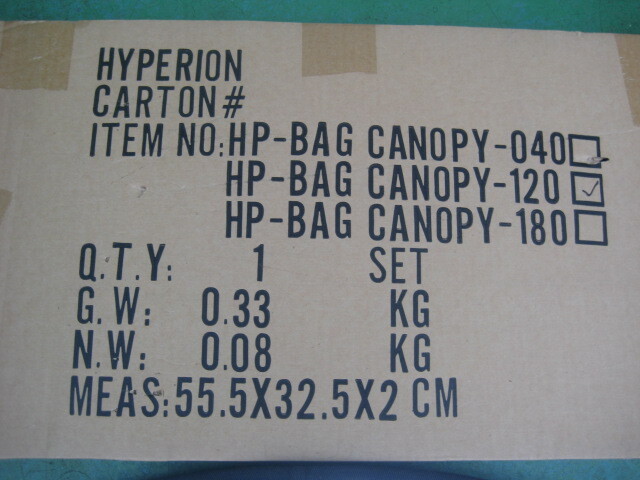 HYPERION
CARTON#
ITEM NO:HP-BAG CANOPY-040
HP-BAG CANOPY-120 ✓
HP-BAG CANOPY-180
Q.T.Y: 1 SET
G.W: 0.33 KG
N.W: 0.08 KG
MEAS:55.5X32.5X2 CM